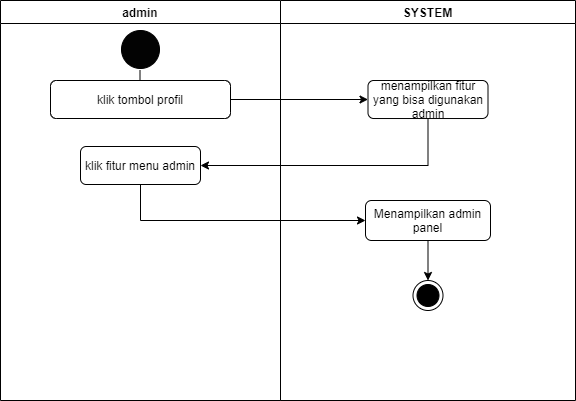 admin
SYSTEM
klik tombol profil
menampilkan fitur
yang bisa digunakan
admin
klik fitur menu admin
Menampilkan admin
panel